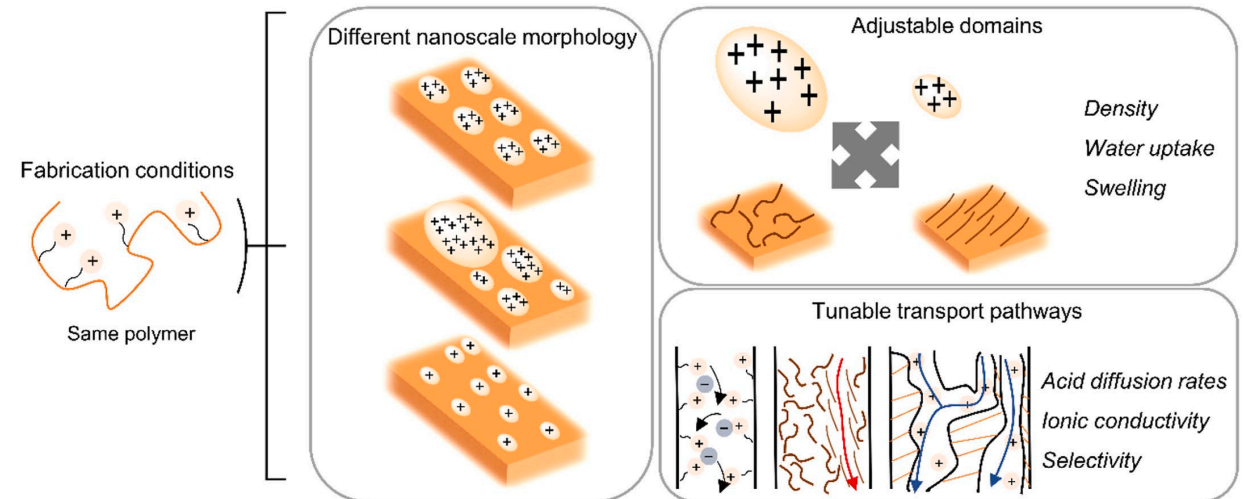 Fabrication conditions
Same polymer
Different nanoscale morphology
Adjustable domains
Density
Water uptake
Swelling
Tunable transport pathways
Acid diffusion rates
Ionic conductivity
Selectivity